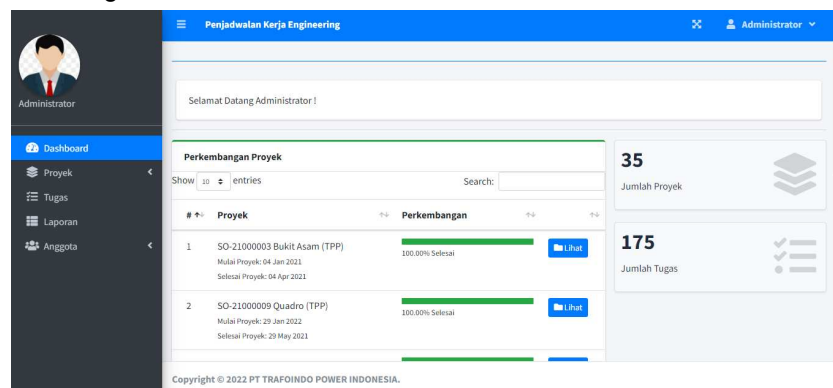 Penjadwalan Kerja Engineering
Administrator
Administrator
Selamat Datang Administrator !
Dashboard
Proyek
Tugas
Laporan
Anggota
Perkembangan Proyek
Show 10 entries
Search:
# Proyek Perkembangan
1 SO-21000003 Bukit Asam (TPP)
Mulai Proyek: 04 Jan 2021
Selesai Proyek: 04 Apr 2021
100.00% Selesai
Lihat
2 SO-21000009 Quadro (TPP)
Mulai Proyek: 29 Jan 2022
Selesai Proyek: 29 May 2021
100.00% Selesai
Lihat
35
Jumlah Proyek
175
Jumlah Tugas
Copyright © 2022 PT TRAFOINDO POWER INDONESIA.